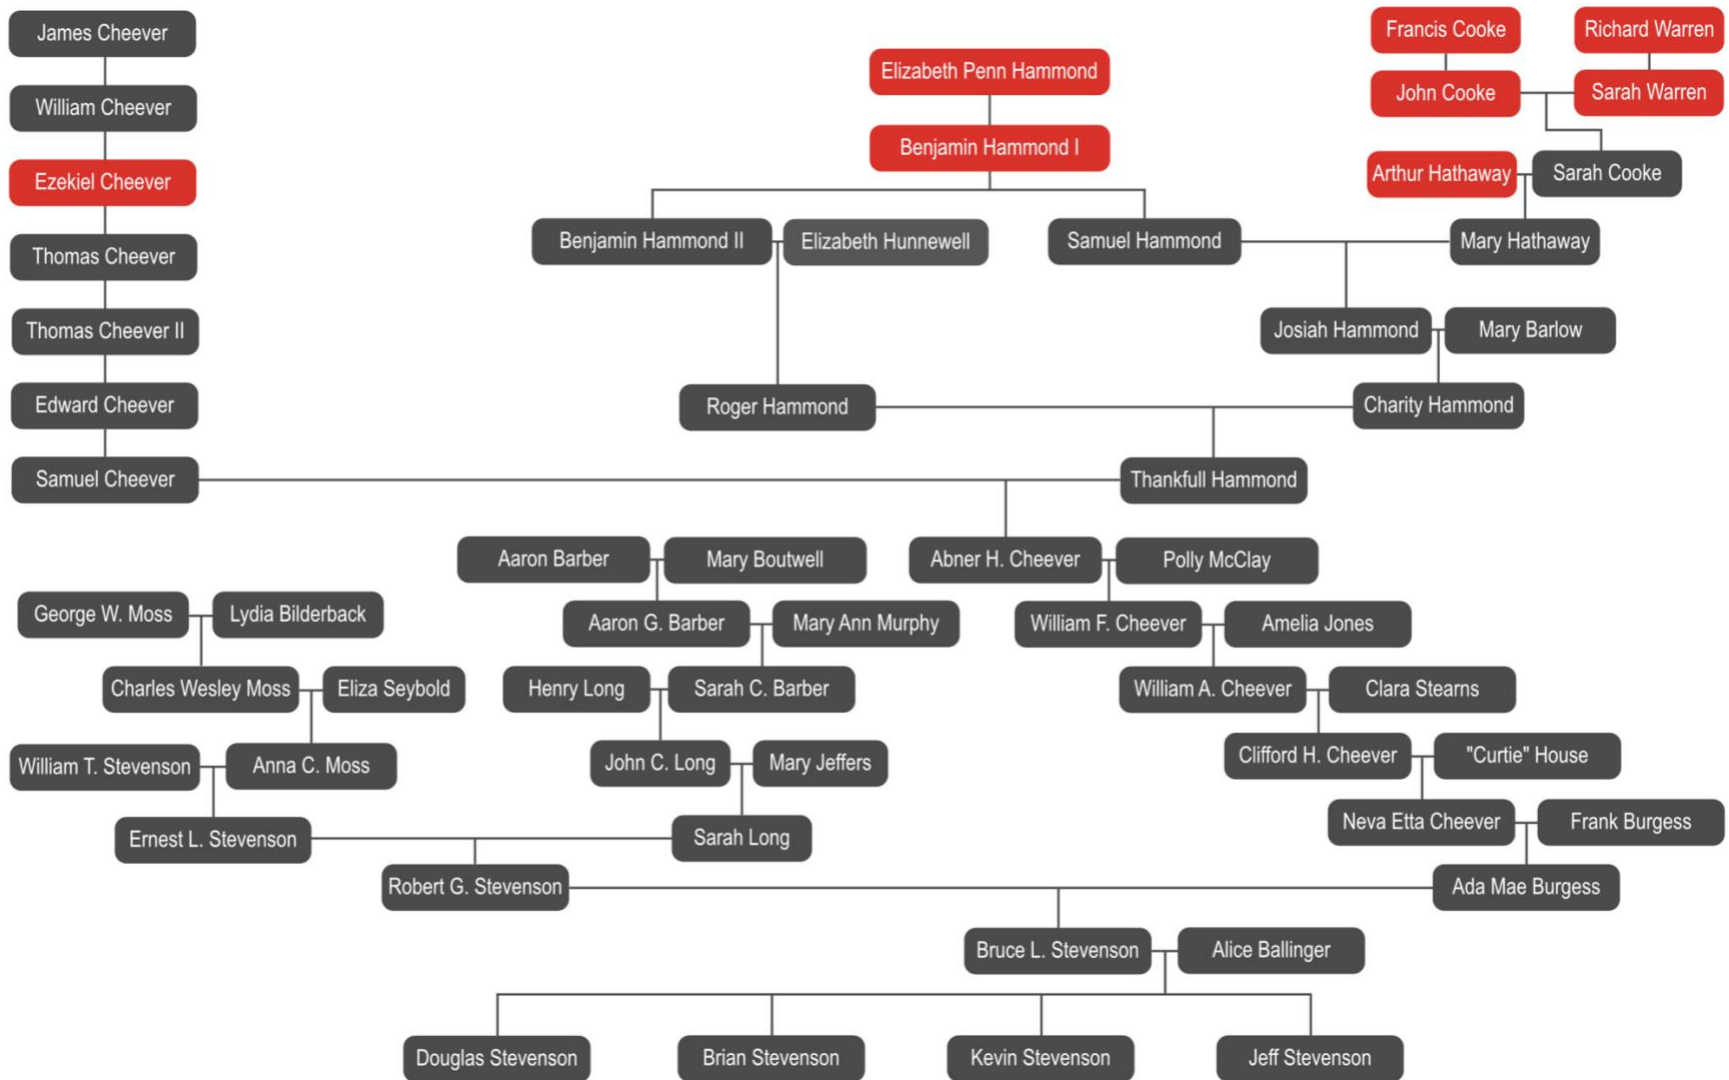 James Cheever
Francis Cooke
Richard Warren
Elizabeth Penn Hammond
William Cheever
John Cooke
Sarah Warren
Benjamin Hammond I
Ezekiel Cheever
Arthur Hathaway
Sarah Cooke
Thomas Cheever
Benjamin Hammond II
Elizabeth Hunnewell
Samuel Hammond
Mary Hathaway
Thomas Cheever II
Josiah Hammond
Mary Barlow
Edward Cheever
Roger Hammond
Charity Hammond
Samuel Cheever
Thankfull Hammond
Aaron Barber
Mary Boutwell
Abner H. Cheever
Polly McClay
George W. Moss
Lydia Bilderback
Aaron G. Barber
Mary Ann Murphy
William F. Cheever
Amelia Jones
Charles Wesley Moss
Eliza Seybold
Henry Long
Sarah C. Barber
William A. Cheever
Clara Stearns
William T. Stevenson
Anna C. Moss
John C. Long
Mary Jeffers
Clifford H. Cheever
"Curtie" House
Ernest L. Stevenson
Sarah Long
Neva Etta Cheever
Frank Burgess
Robert G. Stevenson
Ada Mae Burgess
Bruce L. Stevenson
Alice Ballinger
Douglas Stevenson
Brian Stevenson
Kevin Stevenson
Jeff Stevenson